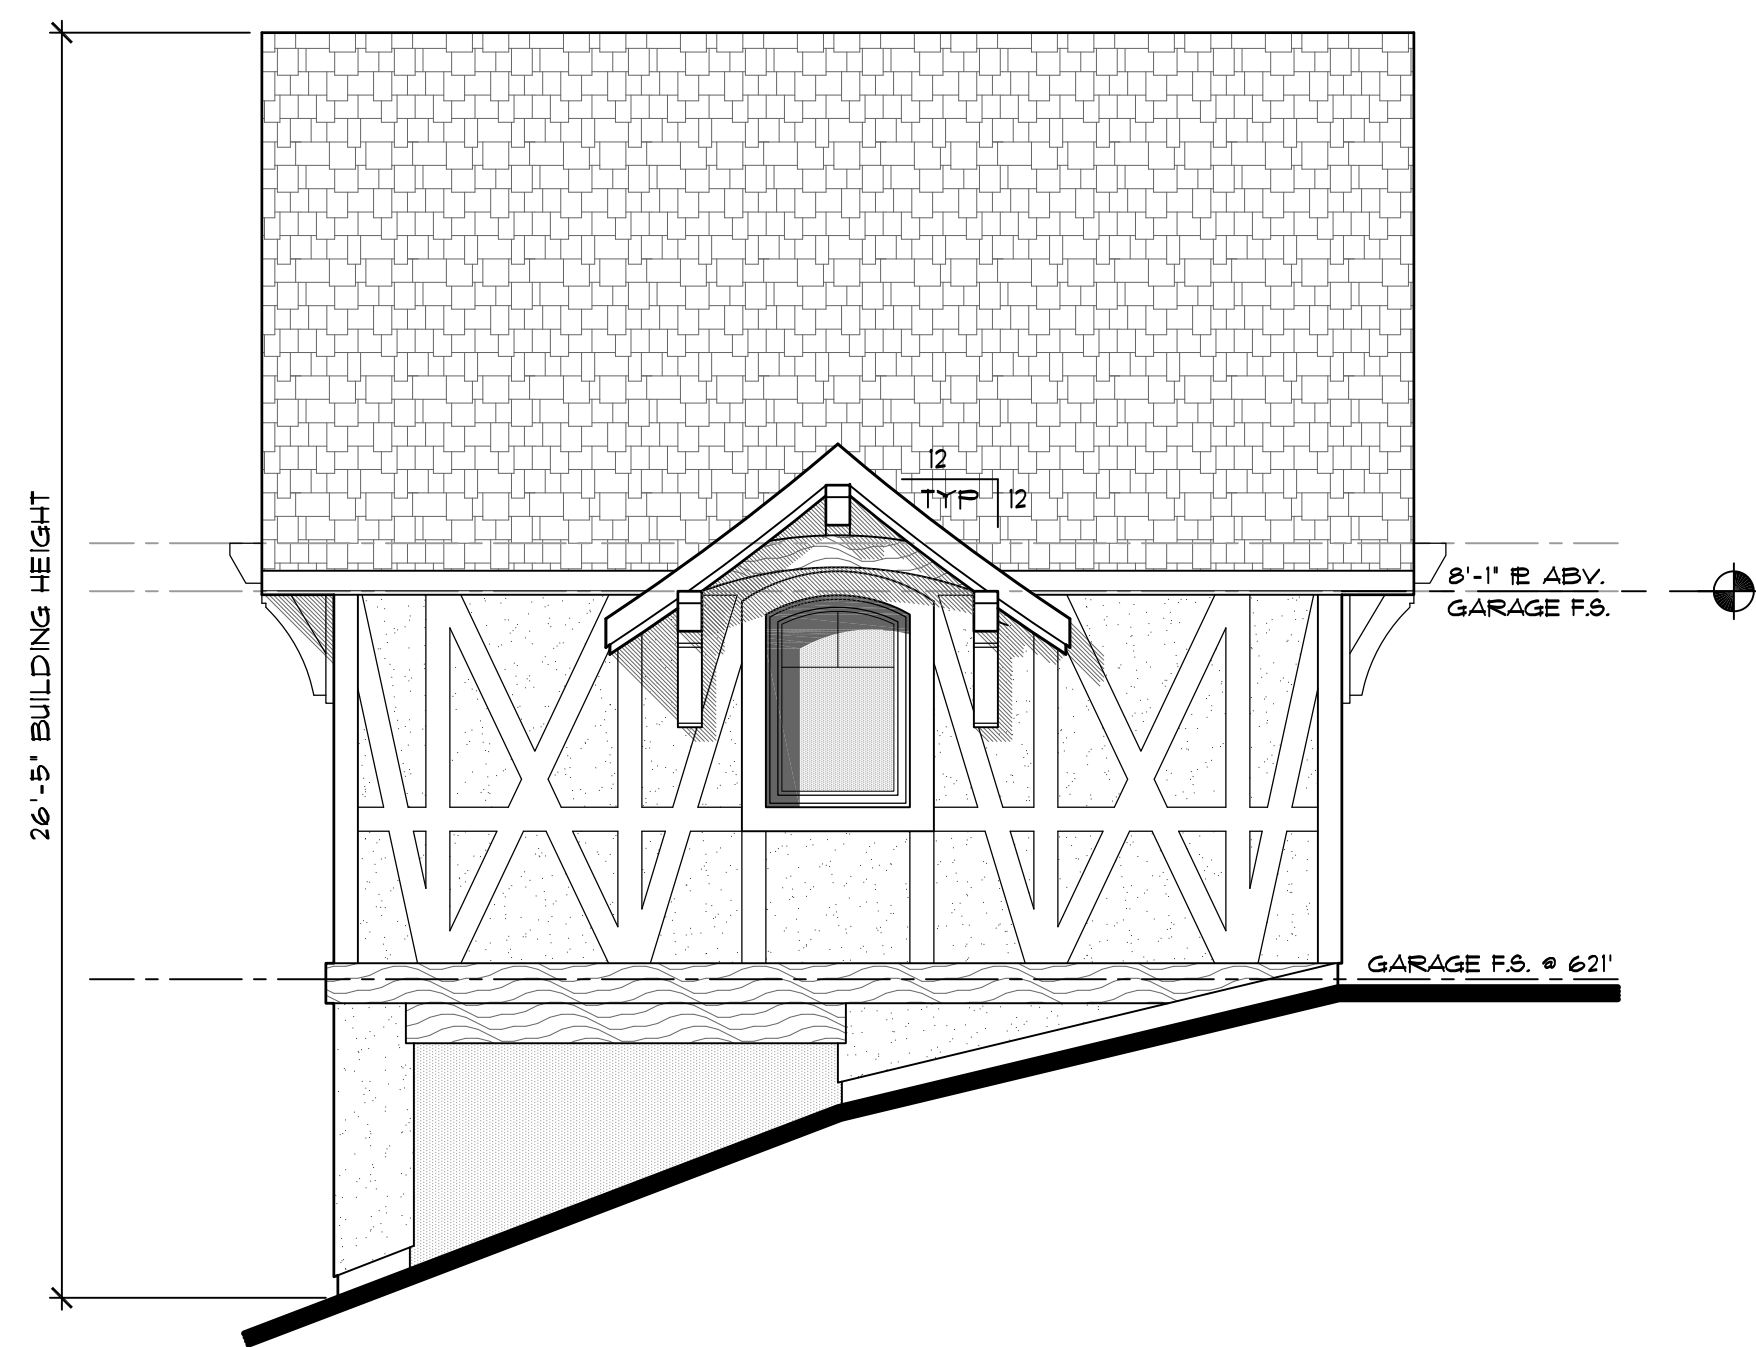 26'-5" BUILDING HEIGHT
12
TYP
12
8'-1" PL ABV.
GARAGE F.S.
GARAGE F.S. @ 621'